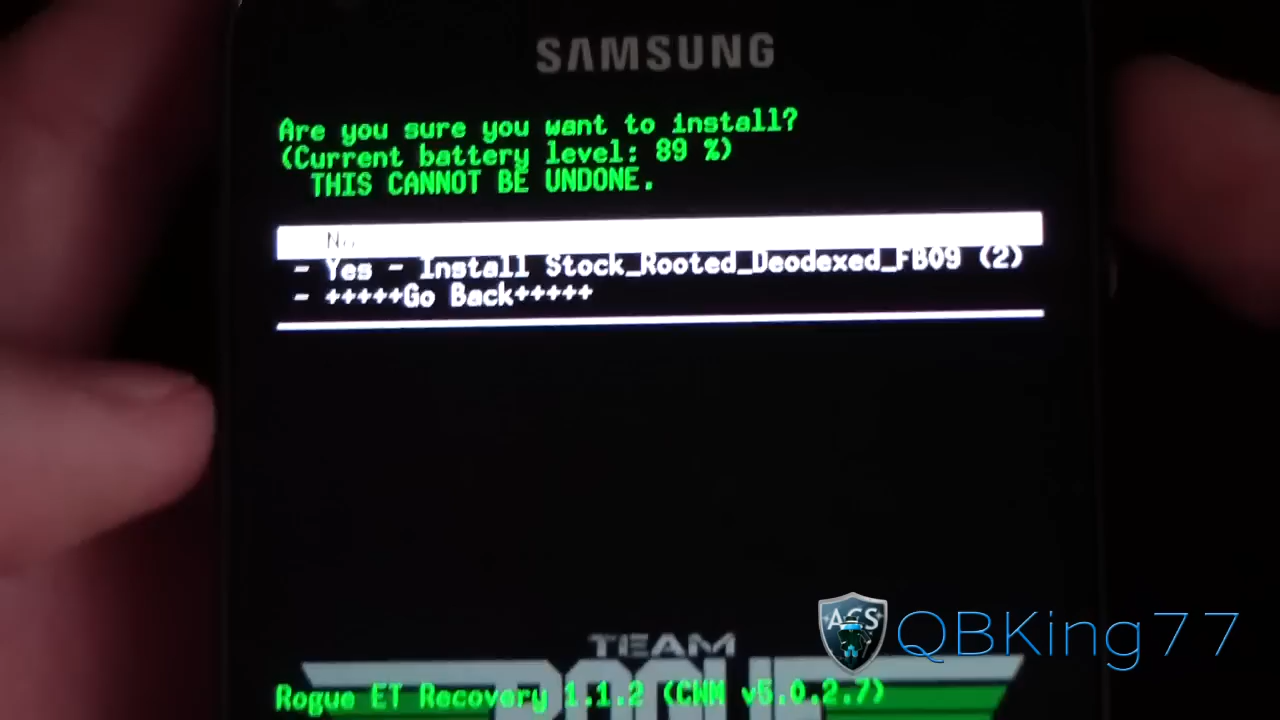 SAMSUNG
Are you sure you want to install?
(Current battery level: 89 %)
THIS CANNOT BE UNDONE.
No
- Yes - Install Stock_Rooted_Deodexed_FB09 (2)
- +++++Go Back+++++
TEAM
ROGUE
Rogue ET Recovery 1.1.2 (CWM v5.0.2.7)
ACS
QBKing77